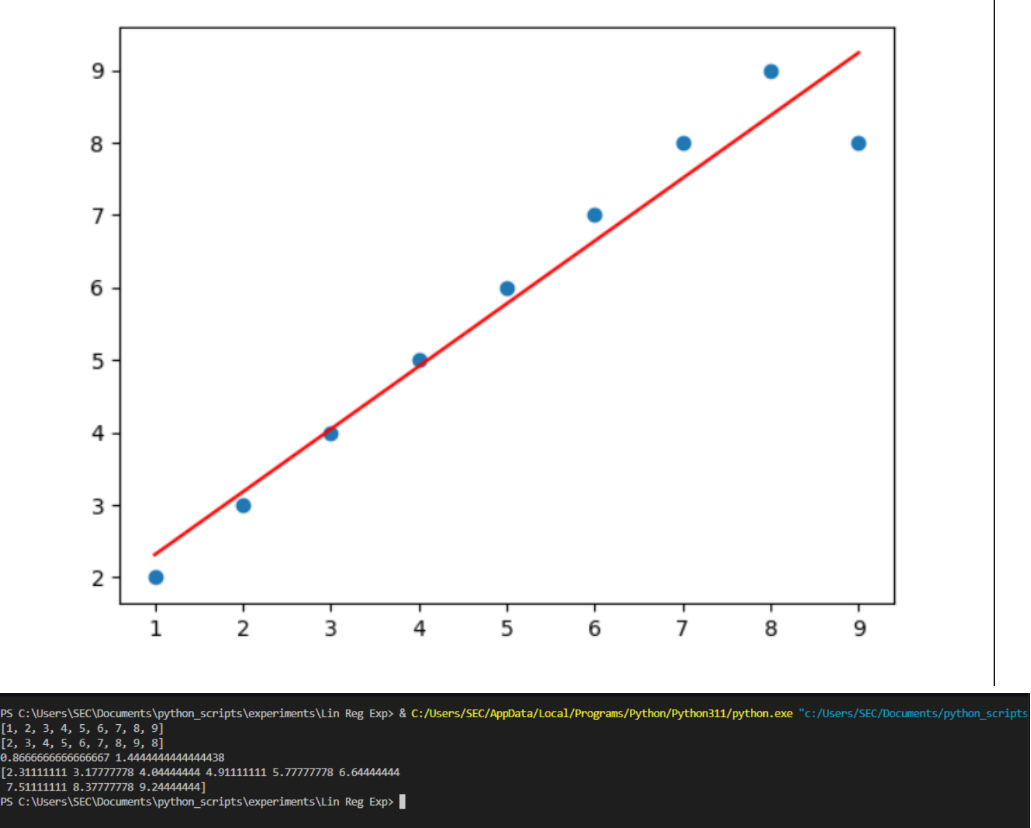 9
8
7
6
5
4
3
2
1 2 3 4 5 6 7 8 9
PS C:\Users\SEC\Documents\python_scripts\experiments\Lin Reg Exp> & C:/Users/SEC/AppData/Local/Programs/Python/Python311/python.exe "c:/Users/SEC/Documents/python_scripts
[1, 2, 3, 4, 5, 6, 7, 8, 9]
[2, 3, 4, 5, 6, 7, 8, 9, 8]
0.8666666666666667 1.4444444444444438
[2.31111111 3.17777778 4.04444444 4.91111111 5.77777778 6.64444444
7.51111111 8.37777778 9.24444444]
PS C:\Users\SEC\Documents\python_scripts\experiments\Lin Reg Exp>